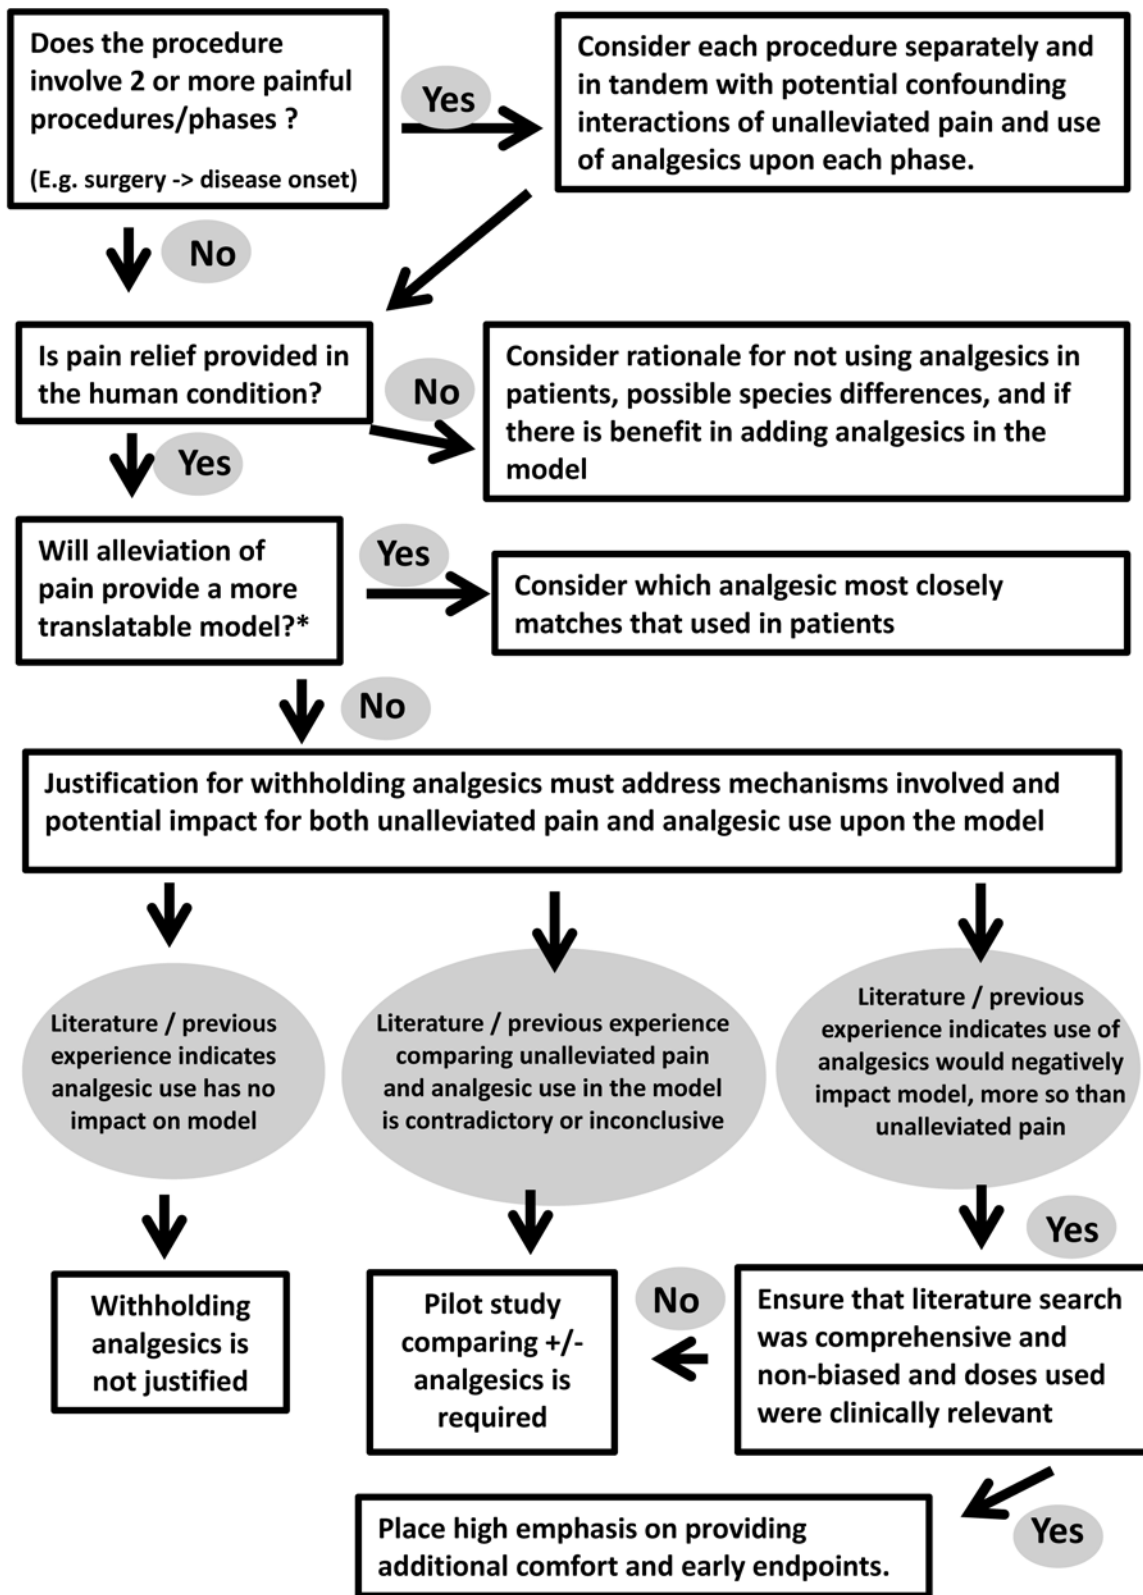 Does the procedure
involve 2 or more painful
procedures/phases ?
(E.g. surgery -> disease onset)
Yes
Consider each procedure separately and
in tandem with potential confounding
interactions of unalleviated pain and use
of analgesics upon each phase.
No
Is pain relief provided in
the human condition?
No
Consider rationale for not using analgesics in
patients, possible species differences, and if
there is benefit in adding analgesics in the
model
Yes
Will alleviation of
pain provide a more
translatable model?*
Yes
Consider which analgesic most closely
matches that used in patients
No
Justification for withholding analgesics must address mechanisms involved and
potential impact for both unalleviated pain and analgesic use upon the model
Literature / previous
experience indicates
analgesic use has no
impact on model
Literature / previous experience
comparing unalleviated pain
and analgesic use in the model
is contradictory or inconclusive
Literature / previous
experience indicates use of
analgesics would negatively
impact model, more so than
unalleviated pain
Yes
Withholding
analgesics is
not justified
Pilot study
comparing +/-
analgesics is
required
No
Ensure that literature search
was comprehensive and
non-biased and doses used
were clinically relevant
Yes
Place high emphasis on providing
additional comfort and early endpoints.